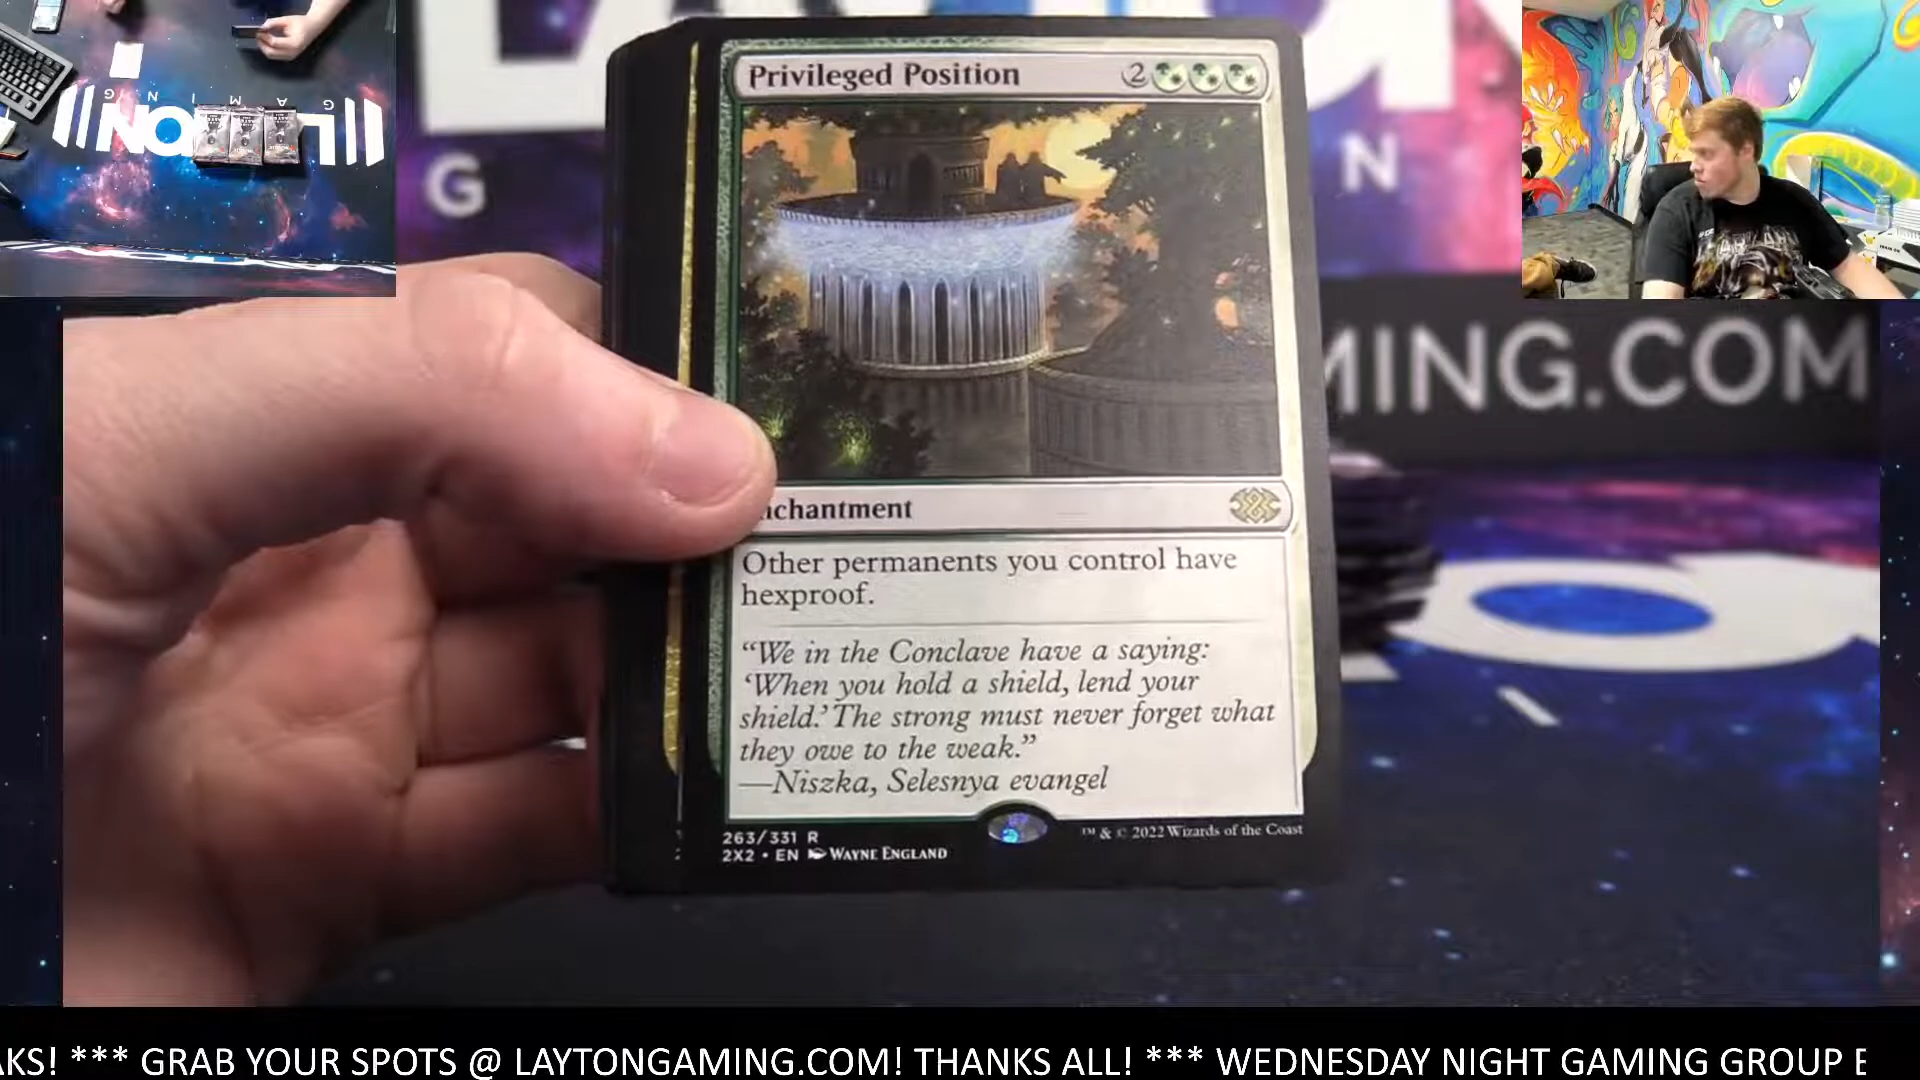 Privileged Position 2
G
N
MING.COM
nchantment
Other permanents you control have
hexproof.
“We in the Conclave have a saying:
‘When you hold a shield, lend your
shield.’ The strong must never forget what
they owe to the weak.”
—Niszka, Selesnya evangel
263/331 R
2X2 • EN WAYNE ENGLAND
™ & © 2022 Wizards of the Coast
AKS! *** GRAB YOUR SPOTS @ LAYTONGAMING.COM! THANKS ALL! *** WEDNESDAY NIGHT GAMING GROUP E